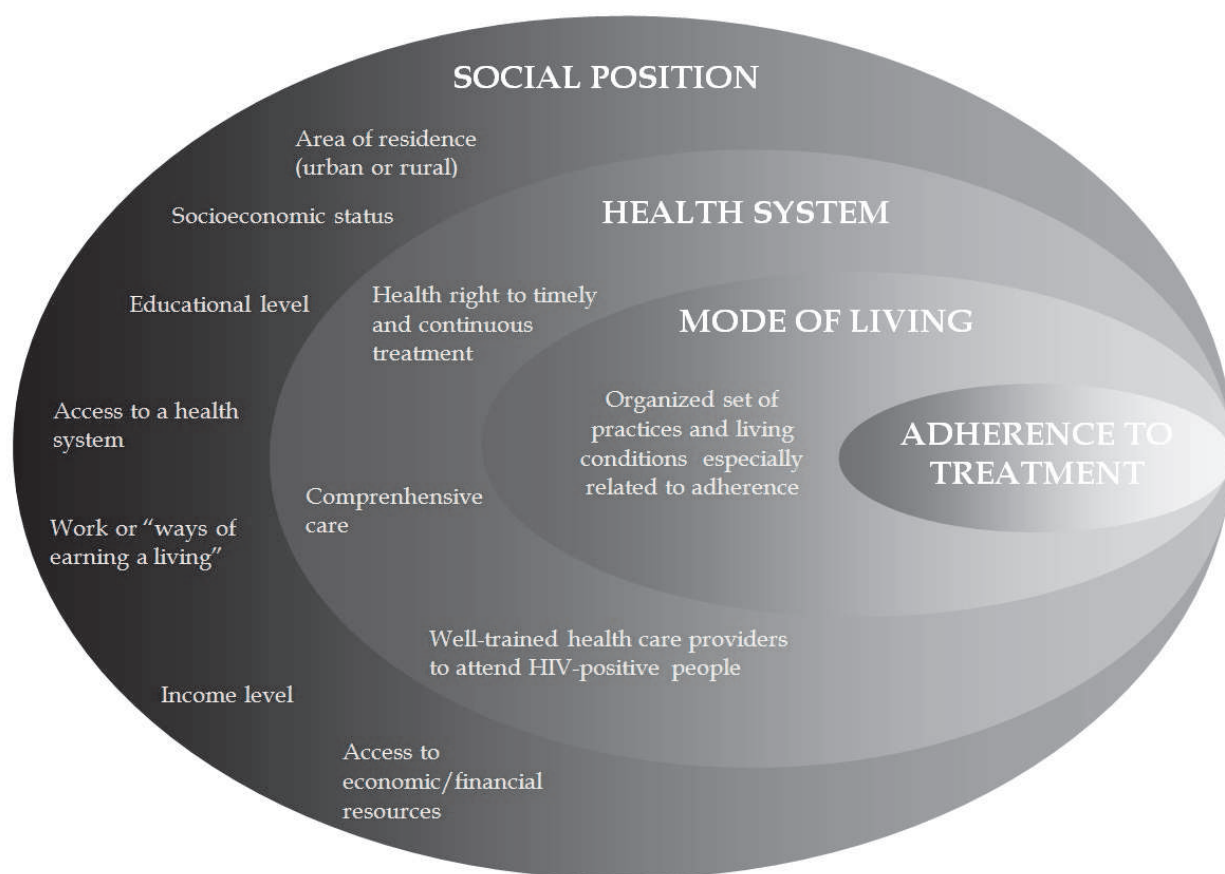 SOCIAL POSITION
Area of residence
(urban or rural)
Socioeconomic status
Educational level
Access to a health
system
Work or “ways of
earning a living”
Income level
Access to
economic/financial
resources
HEALTH SYSTEM
Health right to timely
and continuous
treatment
Comprenhensive
care
Well-trained health care providers
to attend HIV-positive people
MODE OF LIVING
Organized set of
practices and living
conditions especially
related to adherence
ADHERENCE TO
TREATMENT